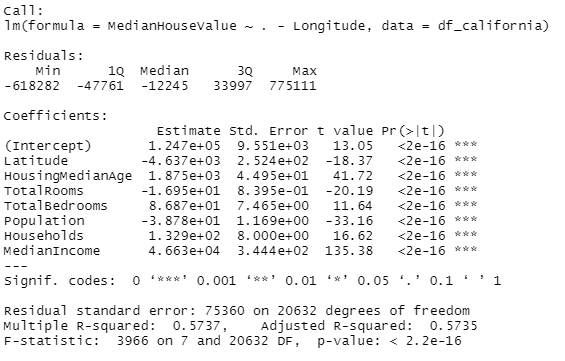 Call:
lm(formula = MedianHouseValue ~ . - Longitude, data = df_california)
Residuals:
Min 1Q Median 3Q Max
-618282 -47761 -12245 33997 775111
Coefficients:
Estimate Std. Error t value Pr(>|t|)
(Intercept) 1.247e+05 9.551e+03 13.05 <2e-16 ***
Latitude -4.637e+03 2.524e+02 -18.37 <2e-16 ***
HousingMedianAge 1.875e+03 4.495e+01 41.72 <2e-16 ***
TotalRooms -1.695e+01 8.395e-01 -20.19 <2e-16 ***
TotalBedrooms 8.687e+01 7.465e+00 11.64 <2e-16 ***
Population -3.878e+01 1.169e+00 -33.16 <2e-16 ***
Households 1.329e+02 8.000e+00 16.62 <2e-16 ***
MedianIncome 4.663e+04 3.444e+02 135.38 <2e-16 ***
---
Signif. codes: 0 ‘***’ 0.001 ‘**’ 0.01 ‘*’ 0.05 ‘.’ 0.1 ‘ ’ 1
Residual standard error: 75360 on 20632 degrees of freedom
Multiple R-squared: 0.5737, Adjusted R-squared: 0.5735
F-statistic: 3966 on 7 and 20632 DF, p-value: < 2.2e-16